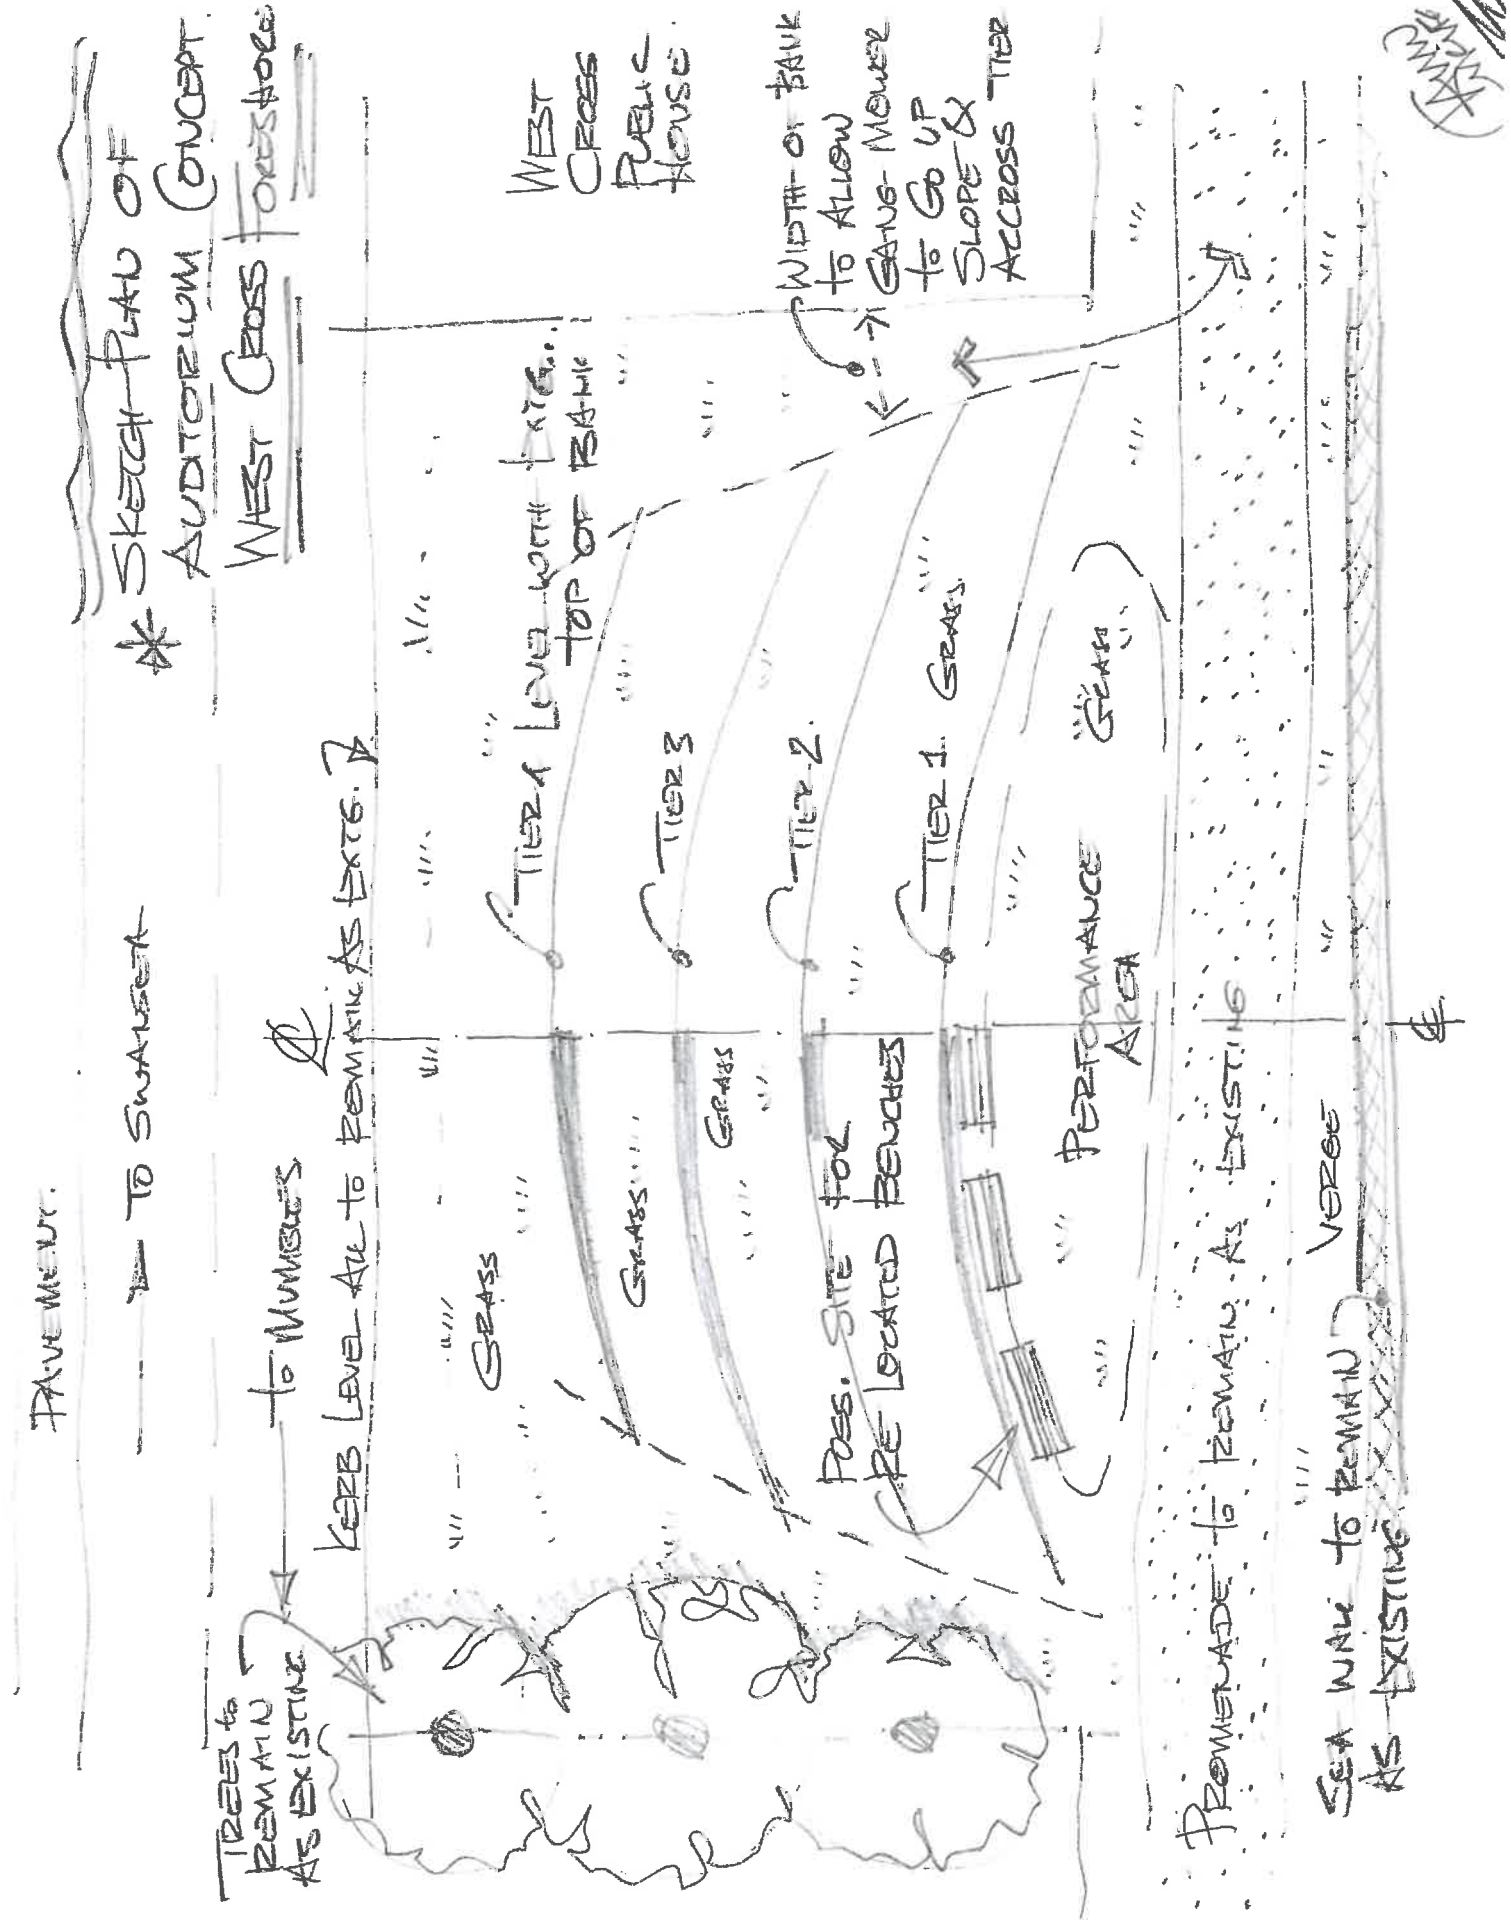 PAVEMENT.
→ TO SWANSEA
* SKETCH PLAN OF
AUDITORIUM CONCEPT.
WEST CROSS FORESHORE
TREES to
REMAIN
AS EXISTING
to MUMBLES
KERB LEVEL ALL to REMAIN AS EXTG.
WEST
CROSS
PUBLIC
HOUSE.
GRASS
TIER 4 LEVEL WITH EXTG..
TOP OF BANK
GRASS
TIER 3
GRASS
TIER 2.
POSS. SITE FOR
RE LOCATED BENCHES
TIER 1 GRASS.
WIDTH OF BANK
to ALLOW
GANG-MOWER
to GO UP
SLOPE &
ACCROSS TIER
PERFORMANCE
AREA
GRASS
PROMENADE to REMAIN AS EXISTING
VERGE
SEA WALL to REMAIN
AS EXISTING